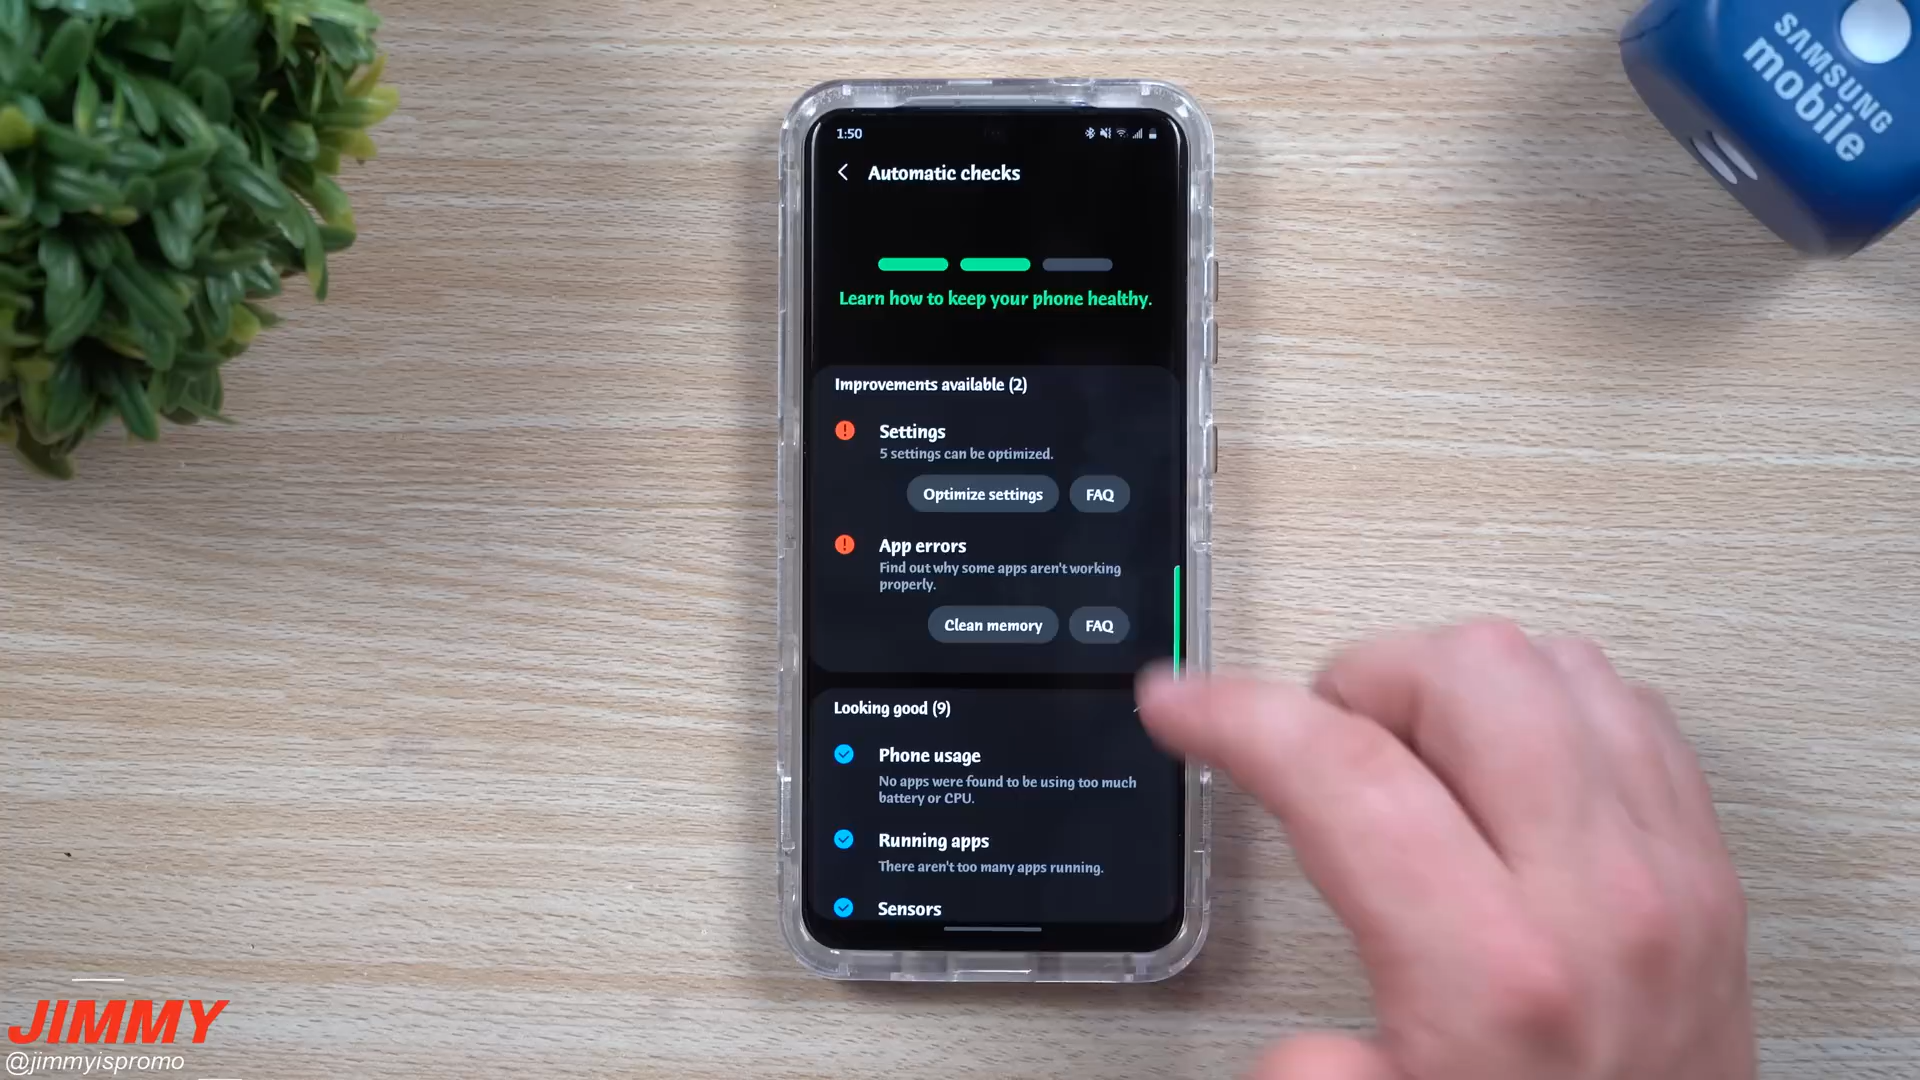 SAMSUNG
mobile
1:50
Automatic checks
Learn how to keep your phone healthy.
Improvements available (2)
Settings
5 settings can be optimized.
Optimize settings
FAQ
App errors
Find out why some apps aren't working
properly.
Clean memory
FAQ
Looking good (9)
Phone usage
No apps were found to be using too much
battery or CPU.
Running apps
There aren't too many apps running.
Sensors
JIMMY
@jimmyispromo